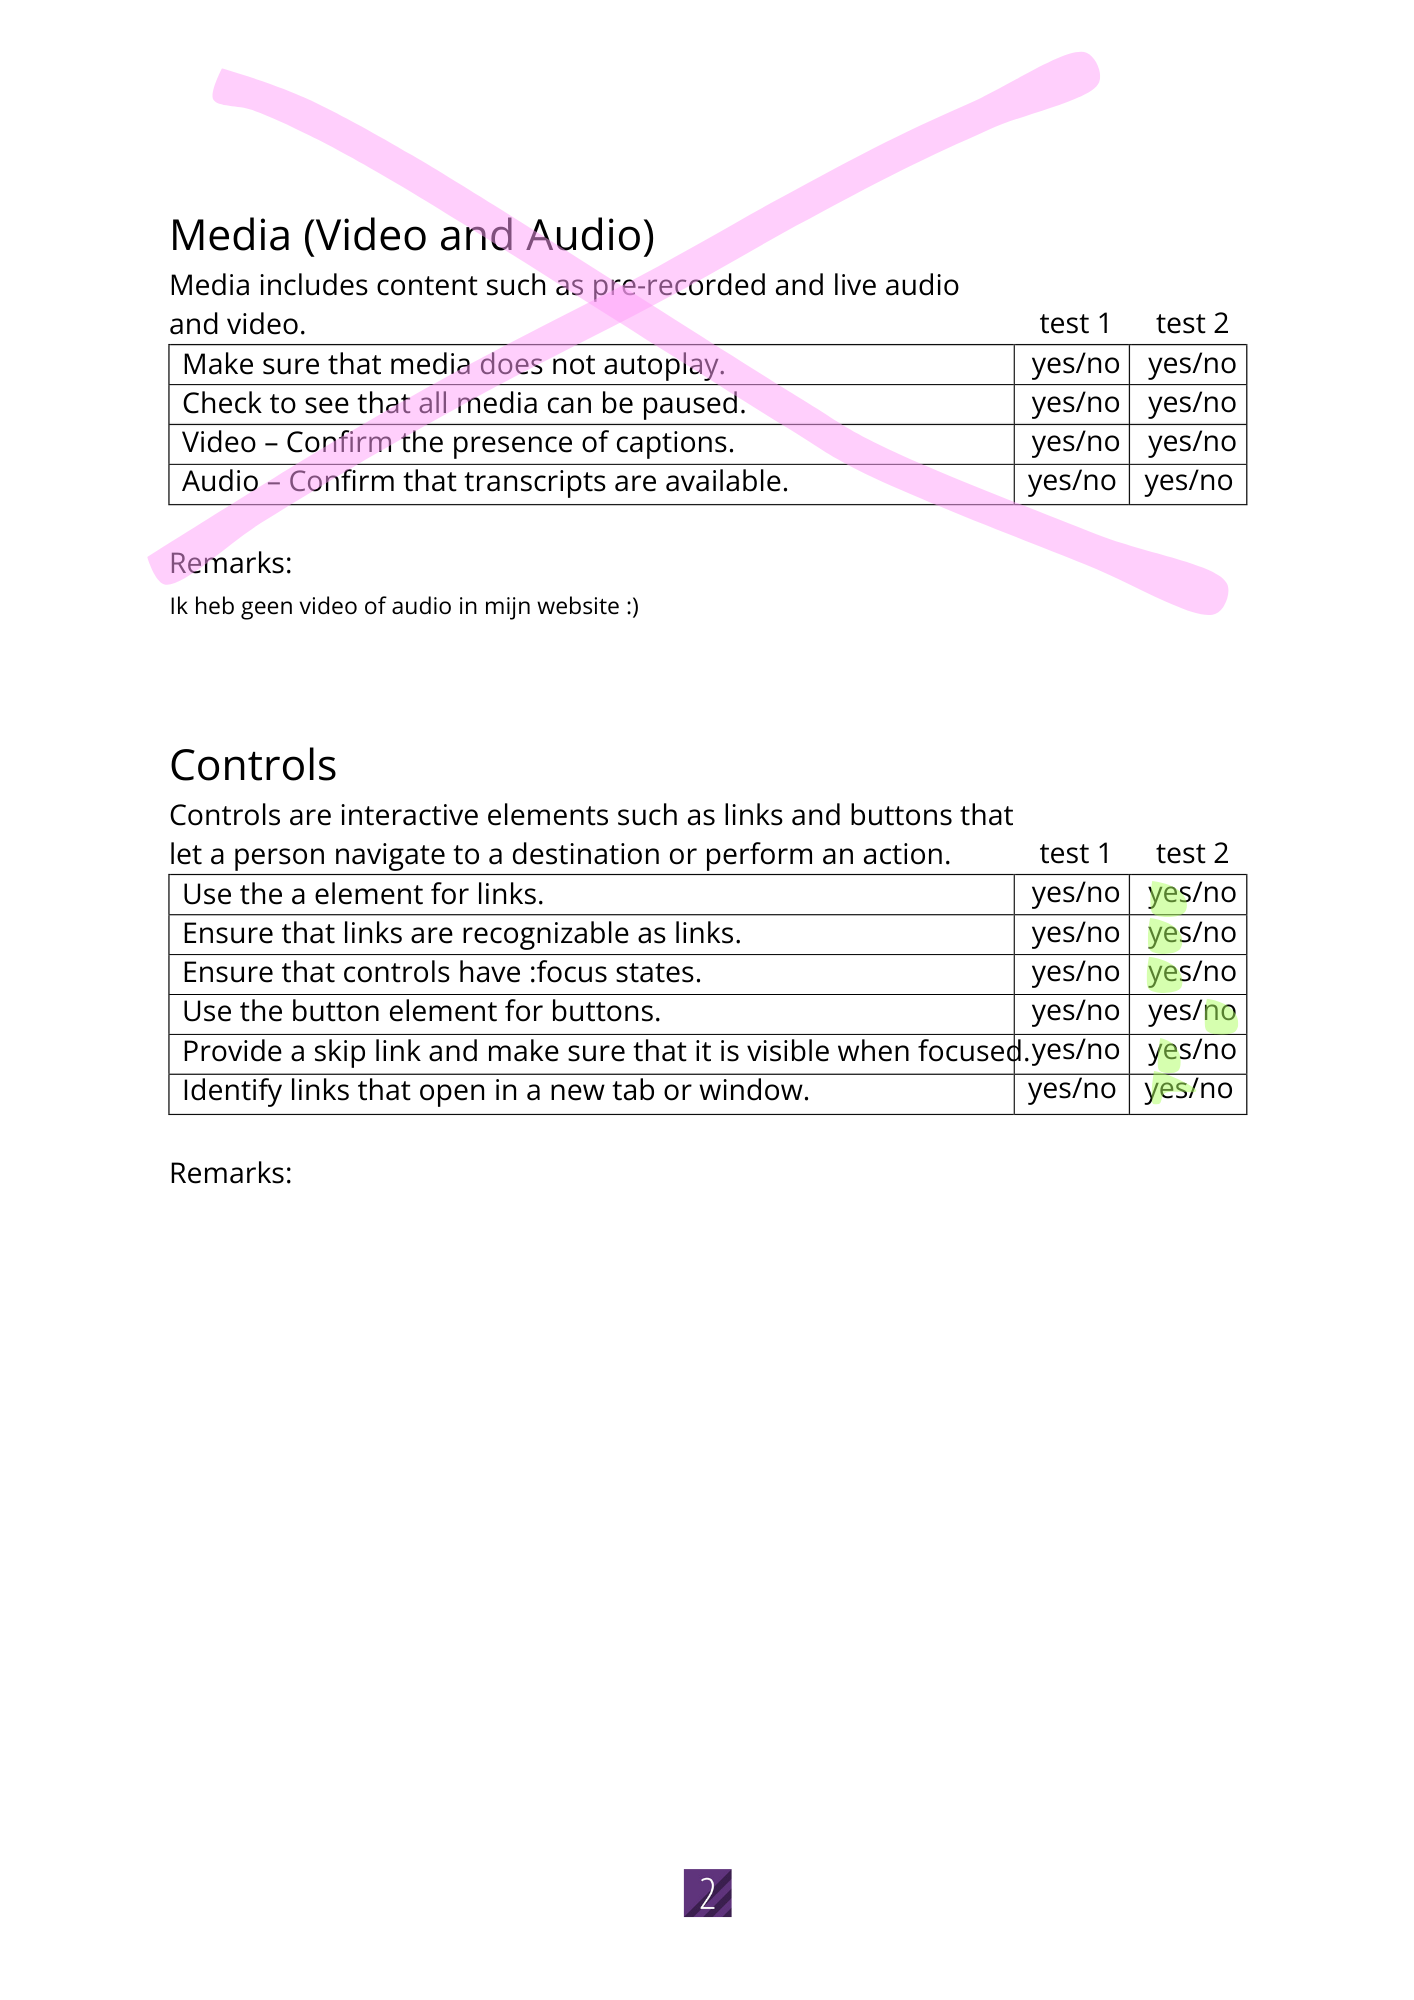 Media (Video and Audio)
Media includes content such as pre-recorded and live audio
and video. test 1 test 2
Make sure that media does not autoplay. yes/no yes/no
Check to see that all media can be paused. yes/no yes/no
Video – Confirm the presence of captions. yes/no yes/no
Audio – Confirm that transcripts are available. yes/no yes/no
Remarks:
Ik heb geen video of audio in mijn website :)
Controls
Controls are interactive elements such as links and buttons that
let a person navigate to a destination or perform an action. test 1 test 2
Use the a element for links. yes/no yes/no
Ensure that links are recognizable as links. yes/no yes/no
Ensure that controls have :focus states. yes/no yes/no
Use the button element for buttons. yes/no yes/no
Provide a skip link and make sure that it is visible when focused. yes/no yes/no
Identify links that open in a new tab or window. yes/no yes/no
Remarks:
2